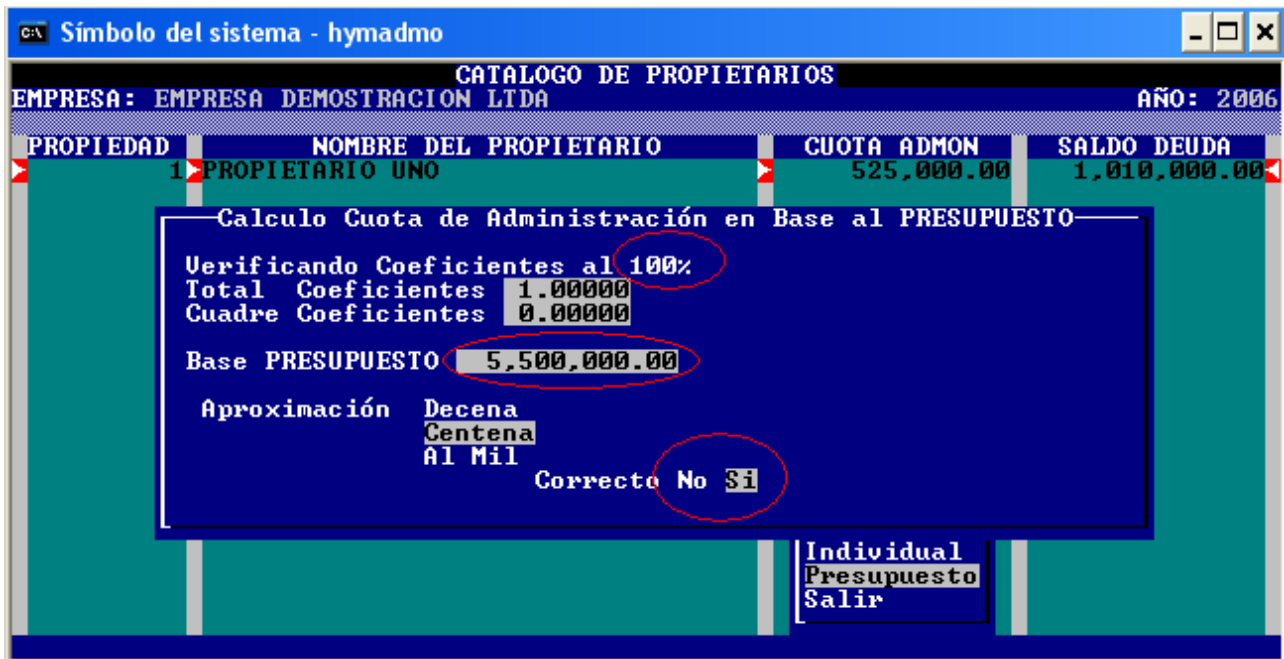 Símbolo del sistema - hymadmo
CATALOGO DE PROPIETARIOS
EMPRESA: EMPRESA DEMOSTRACION LTDA AÑO: 2006
PROPIEDAD NOMBRE DEL PROPIETARIO CUOTA ADMON SALDO DEUDA
1 PROPIETARIO UNO 525,000.00 1,010,000.00
Calculo Cuota de Administración en Base al PRESUPUESTO
Verificando Coeficientes al 100%
Total Coeficientes 1.00000
Cuadre Coeficientes 0.00000
Base PRESUPUESTO 5,500,000.00
Aproximación Decena
Centena
Al Mil
Correcto No Si
Individual
Presupuesto
Salir